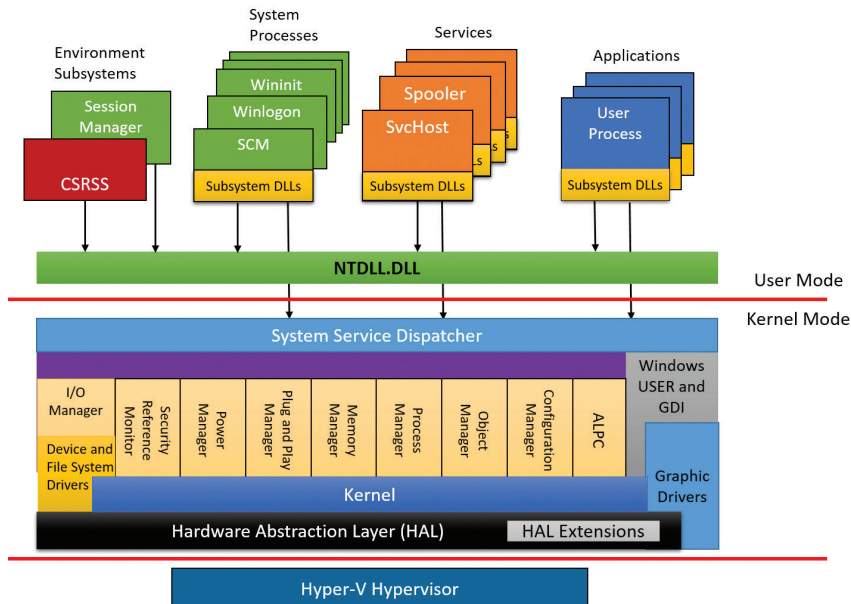 Environment
Subsystems
System
Processes
Services
Applications
Session
Manager
CSRSS
Wininit
Winlogon
SCM
Subsystem DLLs
Spooler
SvcHost
Subsystem DLLs
User
Process
Subsystem DLLs
NTDLL.DLL
User Mode
Kernel Mode
System Service Dispatcher
I/O
Manager
Security
Reference
Monitor
Power
Manager
Plug and Play
Manager
Memory
Manager
Process
Manager
Object
Manager
Configuration
Manager
ALPC
Windows
USER and
GDI
Device and
File System
Drivers
Graphic
Drivers
Kernel
Hardware Abstraction Layer (HAL)
HAL Extensions
Hyper-V Hypervisor